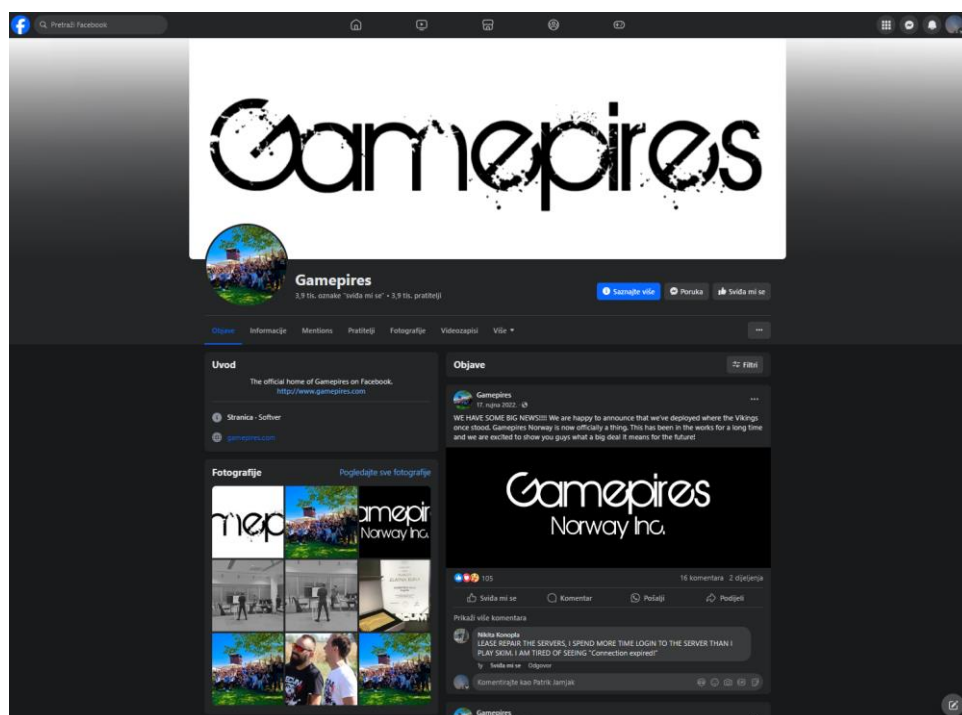 Pretraži Facebook
Gamepires
Gamepires
3,9 tis. oznake "sviđa mi se" • 3,9 tis. pratitelji
Saznajte više
Poruka
Sviđa mi se
Objave
Informacije
Mentions
Pratitelji
Fotografije
Videozapisi
Više
Uvod
The official home of Gamepires on Facebook.
http://www.gamepires.com
Stranica · Softver
gamepires.com
Fotografije
Pogledajte sve fotografije
mep
amepir
Norway Inc.
Objave
Filtri
Gamepires
17. rujna 2022.
WE HAVE SOME BIG NEWS!!!! We are happy to announce that we've deployed where the Vikings
once stood. Gamepires Norway is now officially a thing. This has been in the works for a long time
and we are excited to show you guys what a big deal it means for the future!
Gamepires
Norway Inc.
105
16 komentara 2 dijeljenja
Sviđa mi se
Komentar
Pošalji
Podijeli
Prikaži više komentara
Nikita Konopla
LEASE REPAIR THE SERVERS, I SPEND MORE TIME LOGIN TO THE SERVER THAN I
PLAY SKIM. I AM TIRED OF SEEING "Connection expired!"
1y Sviđa mi se Odgovor
Komentirajte kao Patrik Jamjak
Gamepires